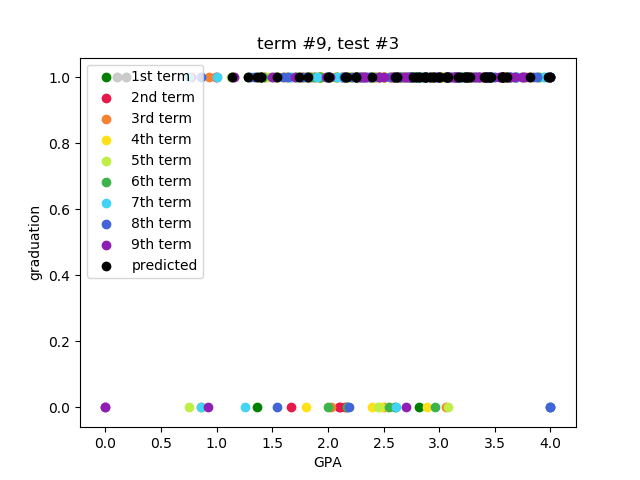 term #9, test #3
graduation
1.0
0.8
0.6
0.4
0.2
0.0
1st term
2nd term
3rd term
4th term
5th term
6th term
7th term
8th term
9th term
predicted
0.0 0.5 1.0 1.5 2.0 2.5 3.0 3.5 4.0
GPA